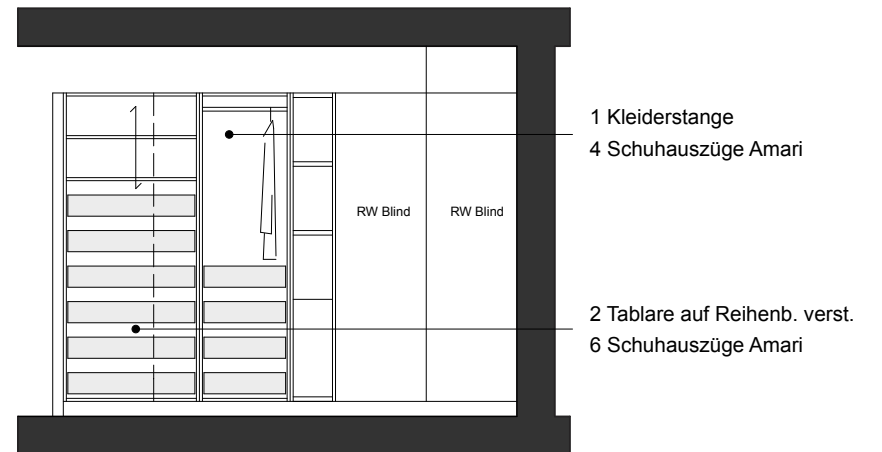 1 Kleiderstange
4 Schuhauszüge Amari
RW Blind
RW Blind
2 Tablare auf Reihenb. verst.
6 Schuhauszüge Amari